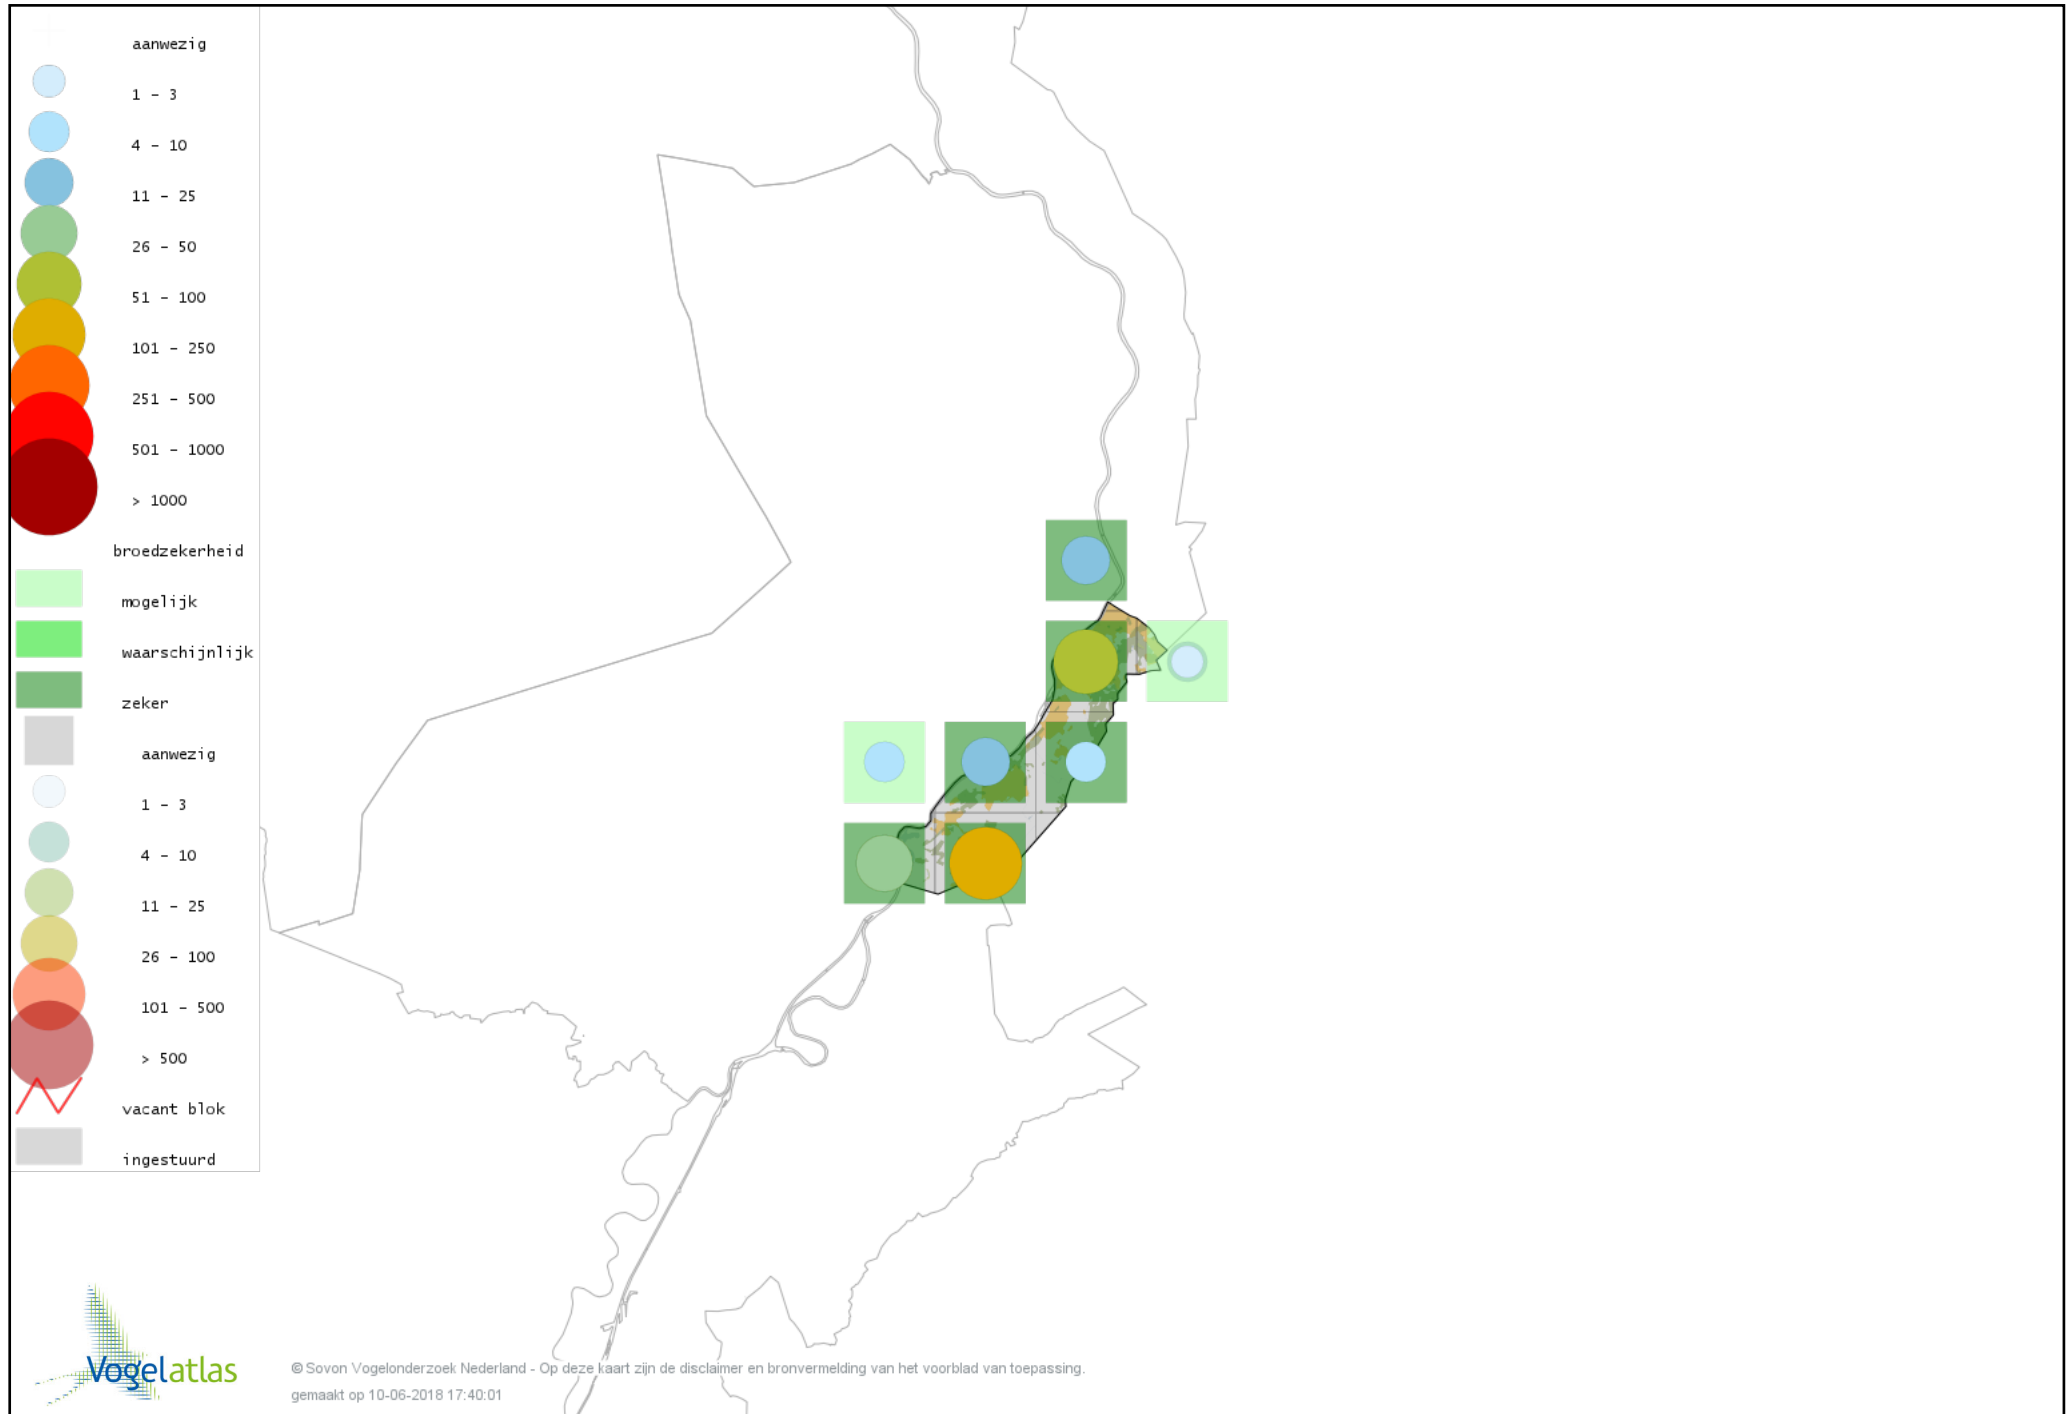 aanwezig
1 - 3
4 - 10
11 - 25
26 - 50
51 - 100
101 - 250
251 - 500
501 - 1000
> 1000
broedzekerheid
mogelijk
waarschijnlijk
zeker
aanwezig
1 - 3
4 - 10
11 - 25
26 - 100
101 - 500
> 500
vacant blok
ingestuurd
Vogelatlas
© Sovon Vogelonderzoek Nederland - Op deze kaart zijn de disclaimer en bronvermelding van het voorblad van toepassing.
gemaakt op 10-06-2018 17:40:01